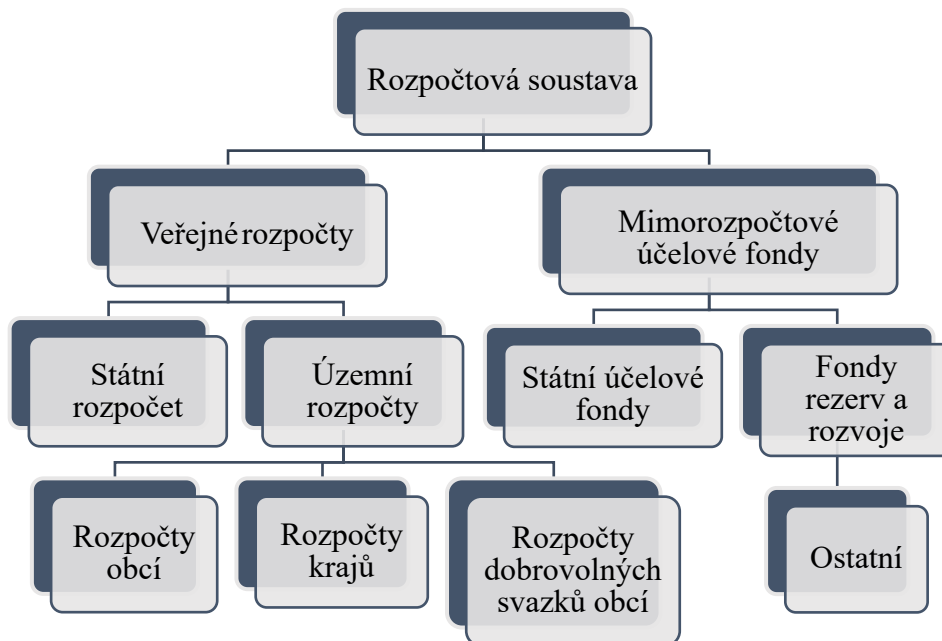 Rozpočtová soustava
Veřejné rozpočty
Mimorozpočtové
účelové fondy
Státní
rozpočet
Územní
rozpočty
Státní účelové
fondy
Fondy
rezerv a
rozvoje
Rozpočty
obcí
Rozpočty
krajů
Rozpočty
dobrovolných
svazků obcí
Ostatní